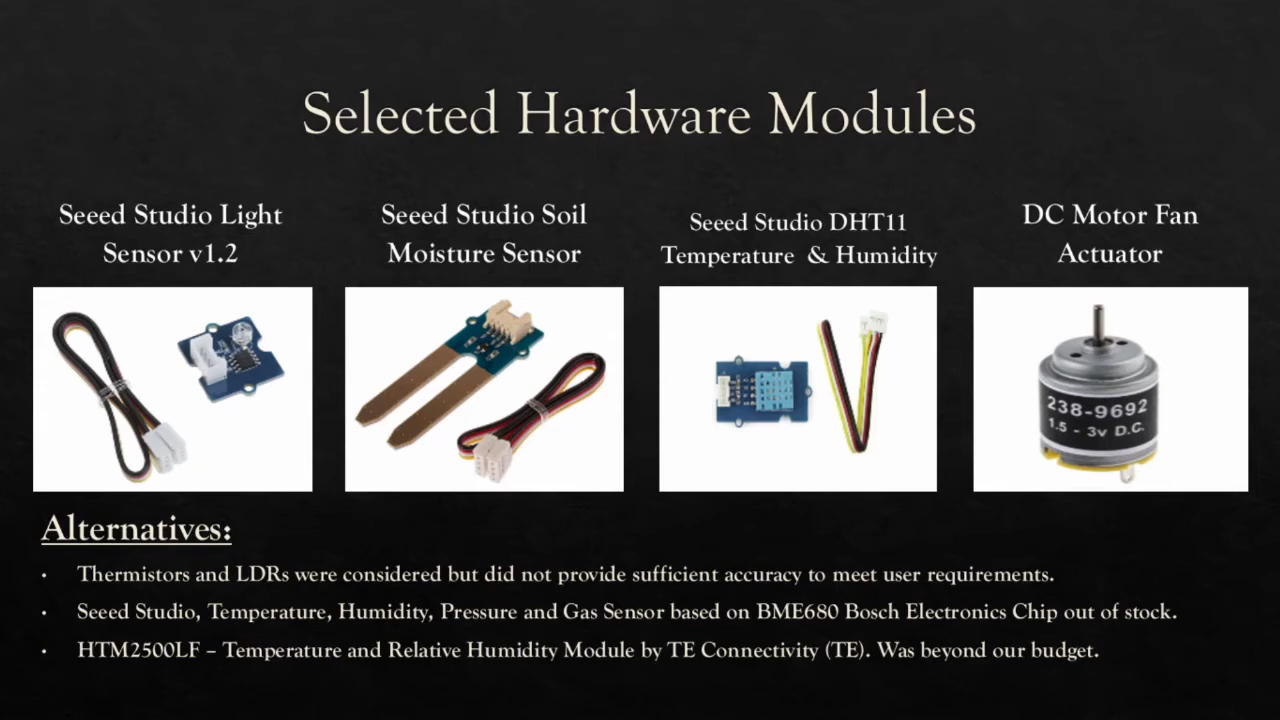 Selected Hardware Modules
Seeed Studio Light
Sensor v1.2
Seeed Studio Soil
Moisture Sensor
Seeed Studio DHT11
Temperature & Humidity
DC Motor Fan
Actuator
238-9692
1.5 - 3v D.C.
Alternatives:
• Thermistors and LDRs were considered but did not provide sufficient accuracy to meet user requirements.
• Seeed Studio, Temperature, Humidity, Pressure and Gas Sensor based on BME680 Bosch Electronics Chip out of stock.
• HTM2500LF – Temperature and Relative Humidity Module by TE Connectivity (TE). Was beyond our budget.